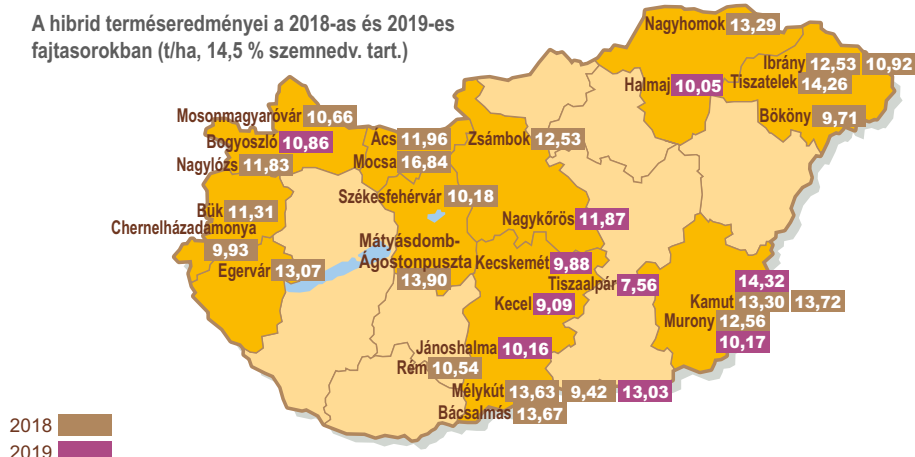 A hibrid terméseredményei a 2018-as és 2019-es
fajtasorokban (t/ha, 14,5 % szemnedv. tart.)
Nagyhomok 13,29
Ibrány 12,53 10,92
Tiszatelek 14,26
Halmaj 10,05
Bököny 9,71
Mosonmagyaróvár 10,66
Bogyoszló 10,86
Nagylózs 11,83
Ács 11,96
Mocsa 16,84
Zsámbok 12,53
Székesfehérvár 10,18
Bük 11,31
Chernelházadamonya
9,93
Nagykőrös 11,87
Egervár 13,07
Mátyásdomb-
Ágostonpuszta
13,90
Kecskemét 9,88
Tiszaalpár 7,56
Kecel 9,09
14,32
Kamut 13,30 13,72
Murony 12,56
10,17
Jánoshalma 10,16
Rém 10,54
Mélykút 13,63 9,42 13,03
Bácsalmás 13,67
2018
2019